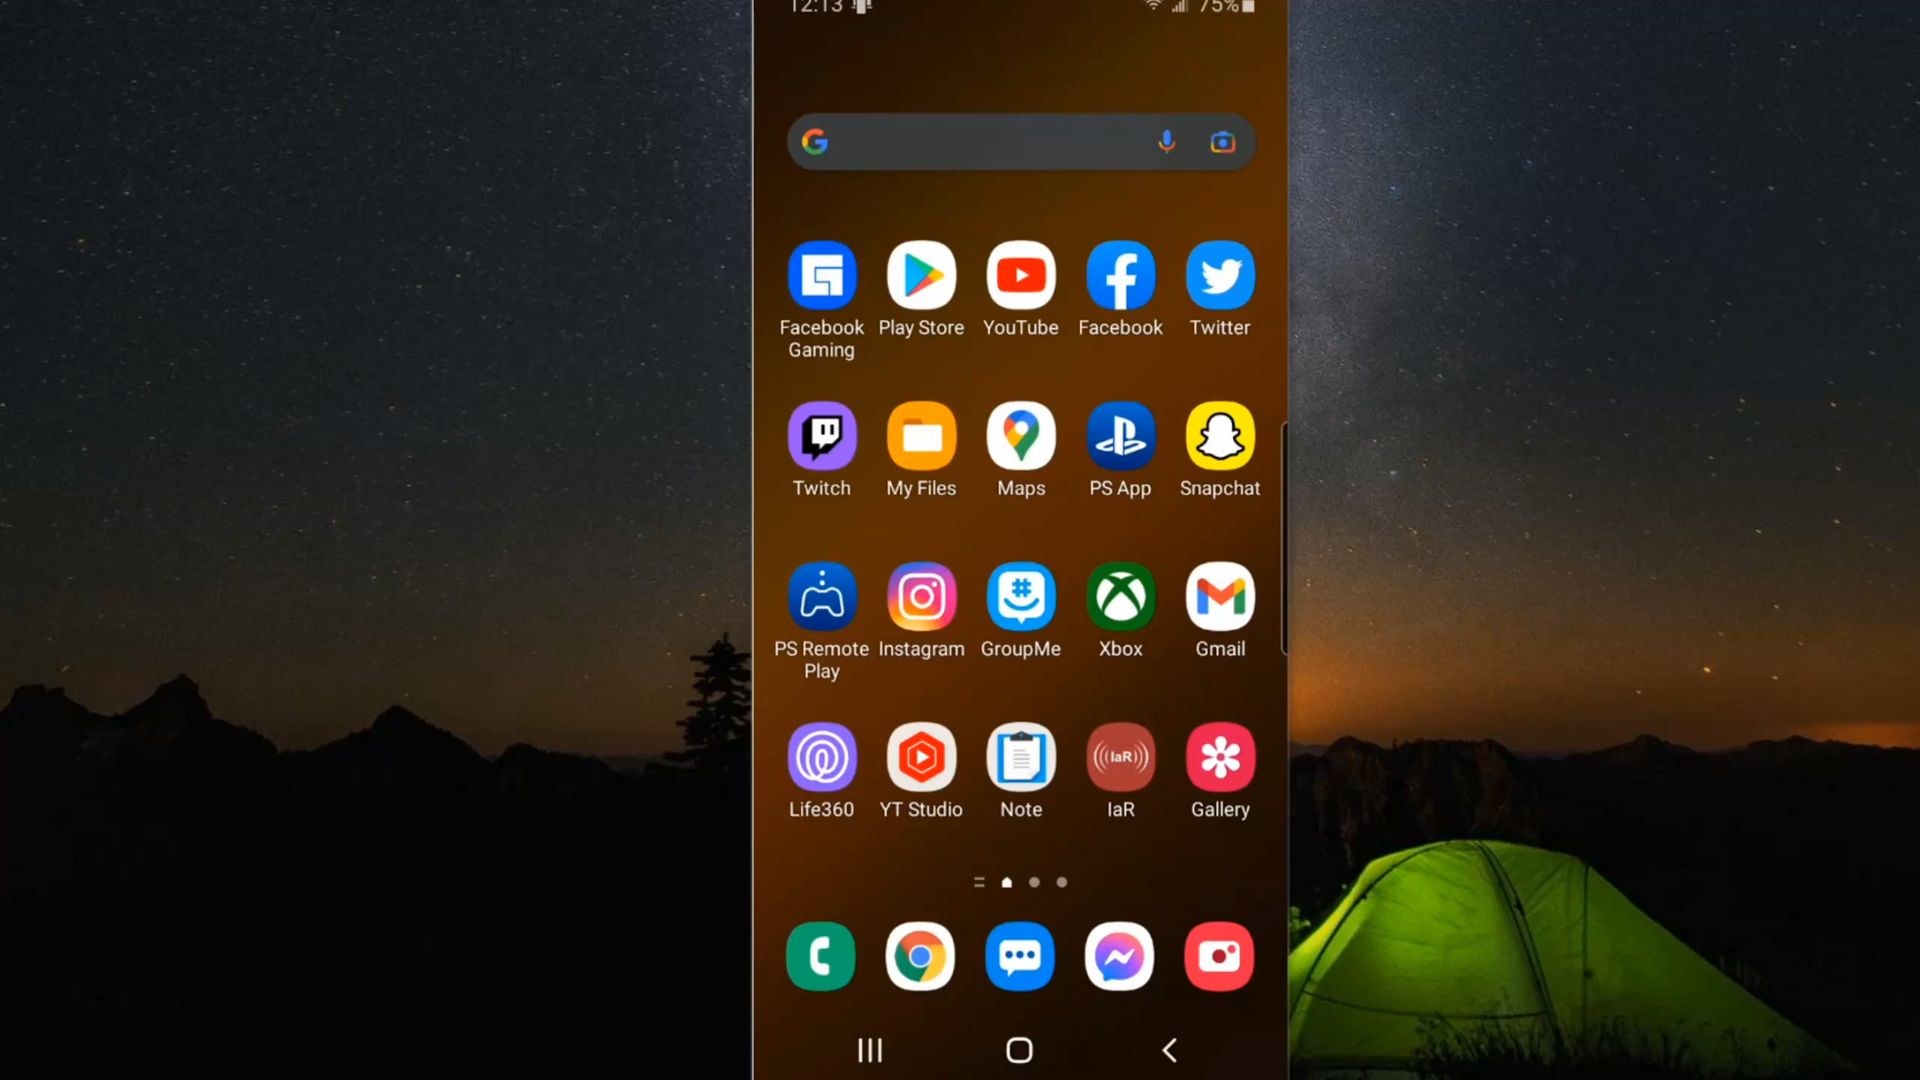 12:13 75%
Facebook Gaming Play Store YouTube Facebook Twitter
Twitch My Files Maps PS App Snapchat
PS Remote Play Instagram GroupMe Xbox Gmail
((IaR))
Life360 YT Studio Note IaR Gallery